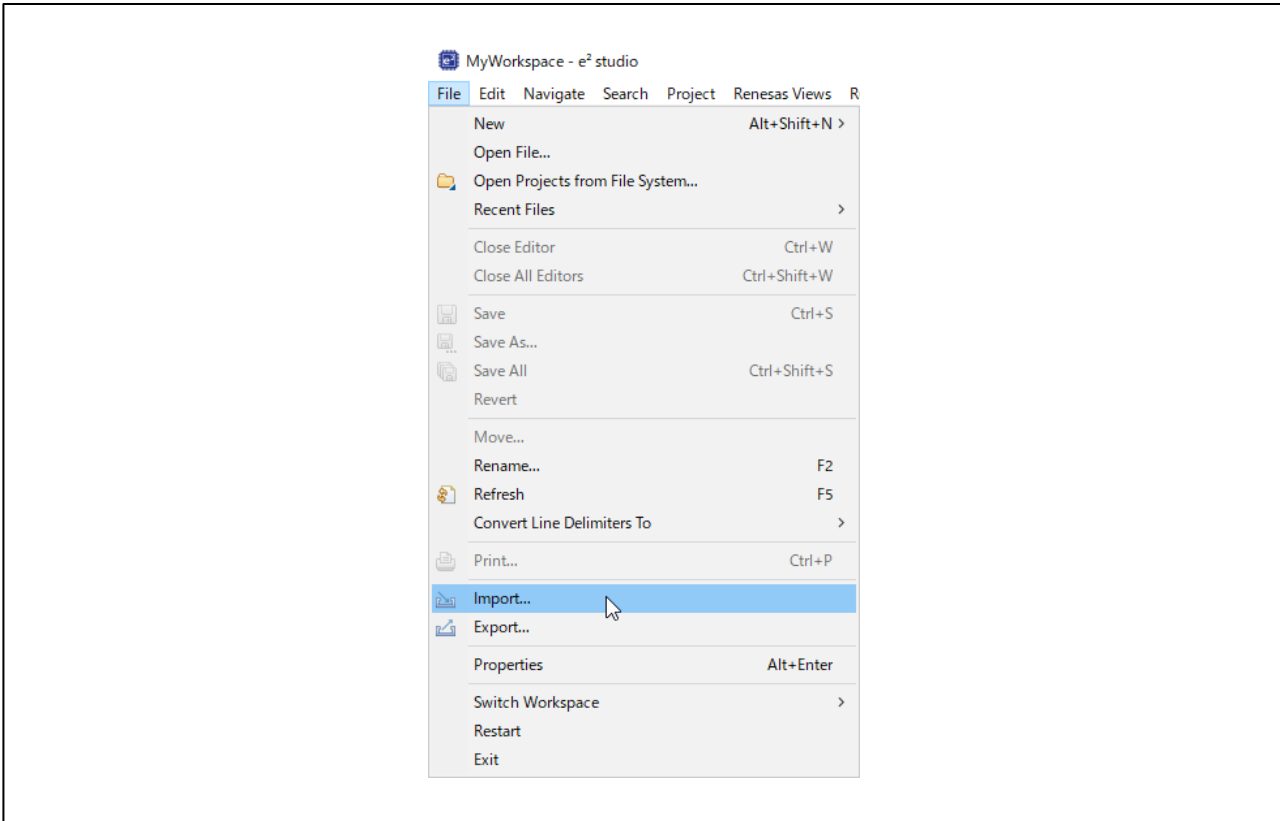 MyWorkspace - e² studio
File Edit Navigate Search Project Renesas Views R
New Alt+Shift+N >
Open File...
Open Projects from File System...
Recent Files >
Close Editor Ctrl+W
Close All Editors Ctrl+Shift+W
Save Ctrl+S
Save As...
Save All Ctrl+Shift+S
Revert
Move...
Rename... F2
Refresh F5
Convert Line Delimiters To >
Print... Ctrl+P
Import...
Export...
Properties Alt+Enter
Switch Workspace >
Restart
Exit